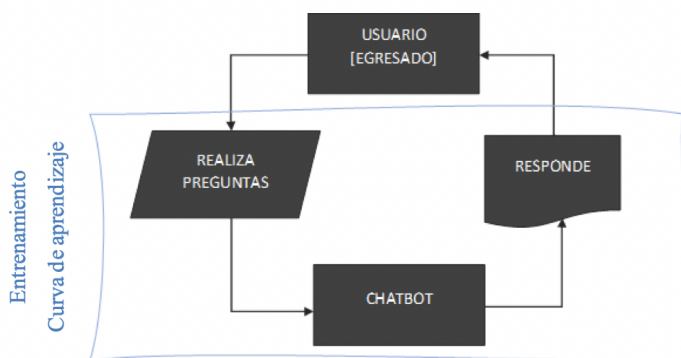 USUARIO
[EGRESADO]
REALIZA
PREGUNTAS
RESPONDE
CHATBOT
Entrenamiento
Curva de aprendizaje